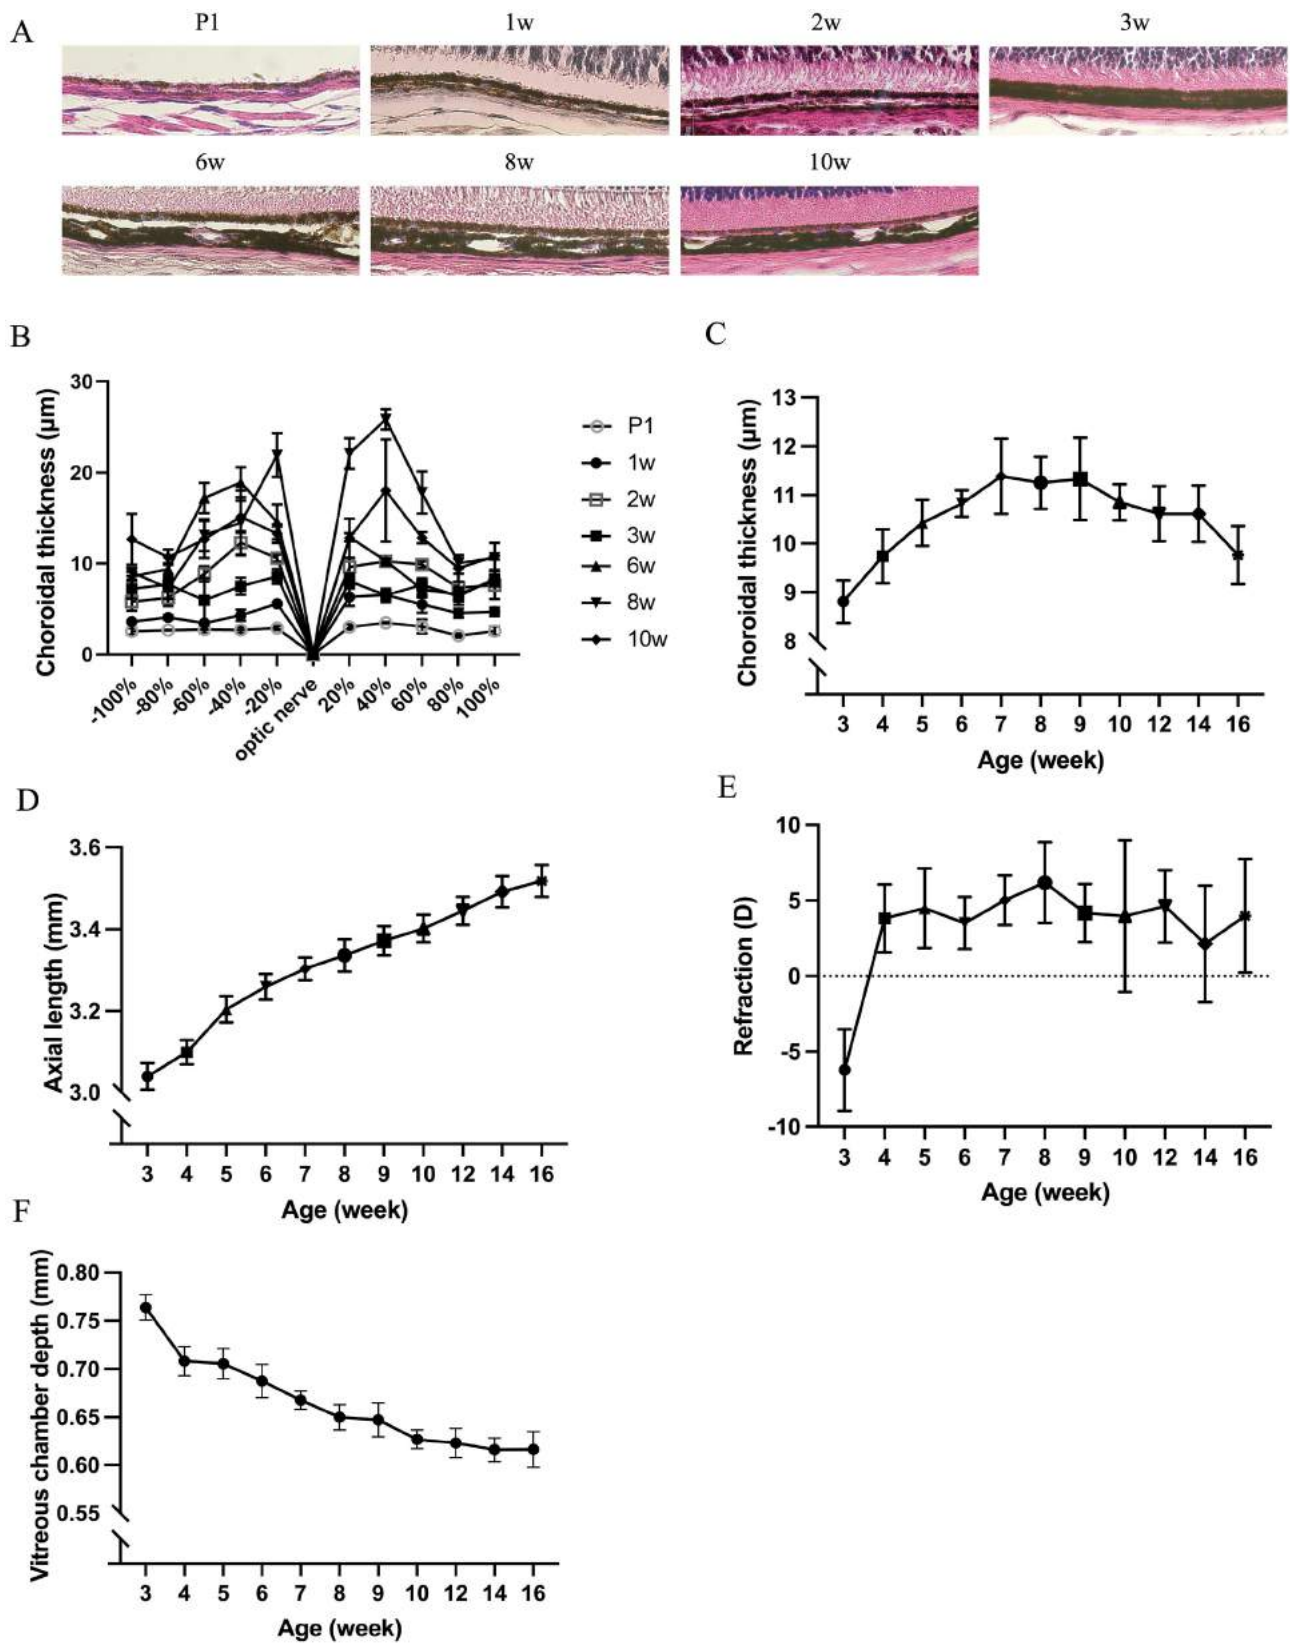 A
P1
1w
2w
3w
6w
8w
10w
B
Choroidal thickness (μm)
30
20
10
0
-100%
-80%
-60%
-40%
-20%
optic nerve
20%
40%
60%
80%
100%
P1
1w
2w
3w
6w
8w
10w
C
Choroidal thickness (μm)
13
12
11
10
9
8
3 4 5 6 7 8 9 10 12 14 16
Age (week)
D
Axial length (mm)
3.6
3.4
3.2
3.0
3 4 5 6 7 8 9 10 12 14 16
Age (week)
E
Refraction (D)
10
5
0
-5
-10
3 4 5 6 7 8 9 10 12 14 16
Age (week)
F
Vitreous chamber depth (mm)
0.80
0.75
0.70
0.65
0.60
0.55
3 4 5 6 7 8 9 10 12 14 16
Age (week)